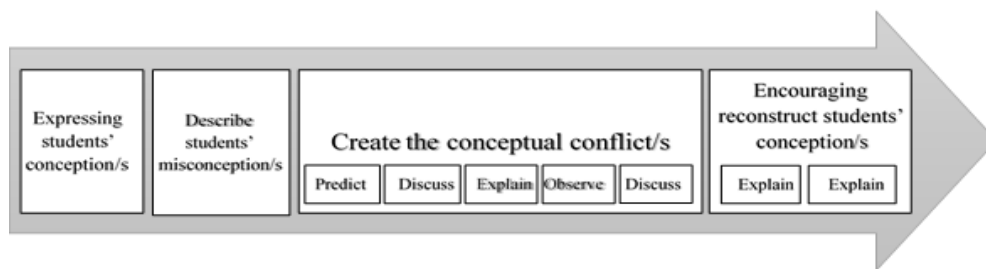 Expressing
students'
conception/s
Describe
students'
misconception/s
Create the conceptual conflict/s
Predict
Discuss
Explain
Observe
Discuss
Encouraging
reconstruct students'
conception/s
Explain
Explain